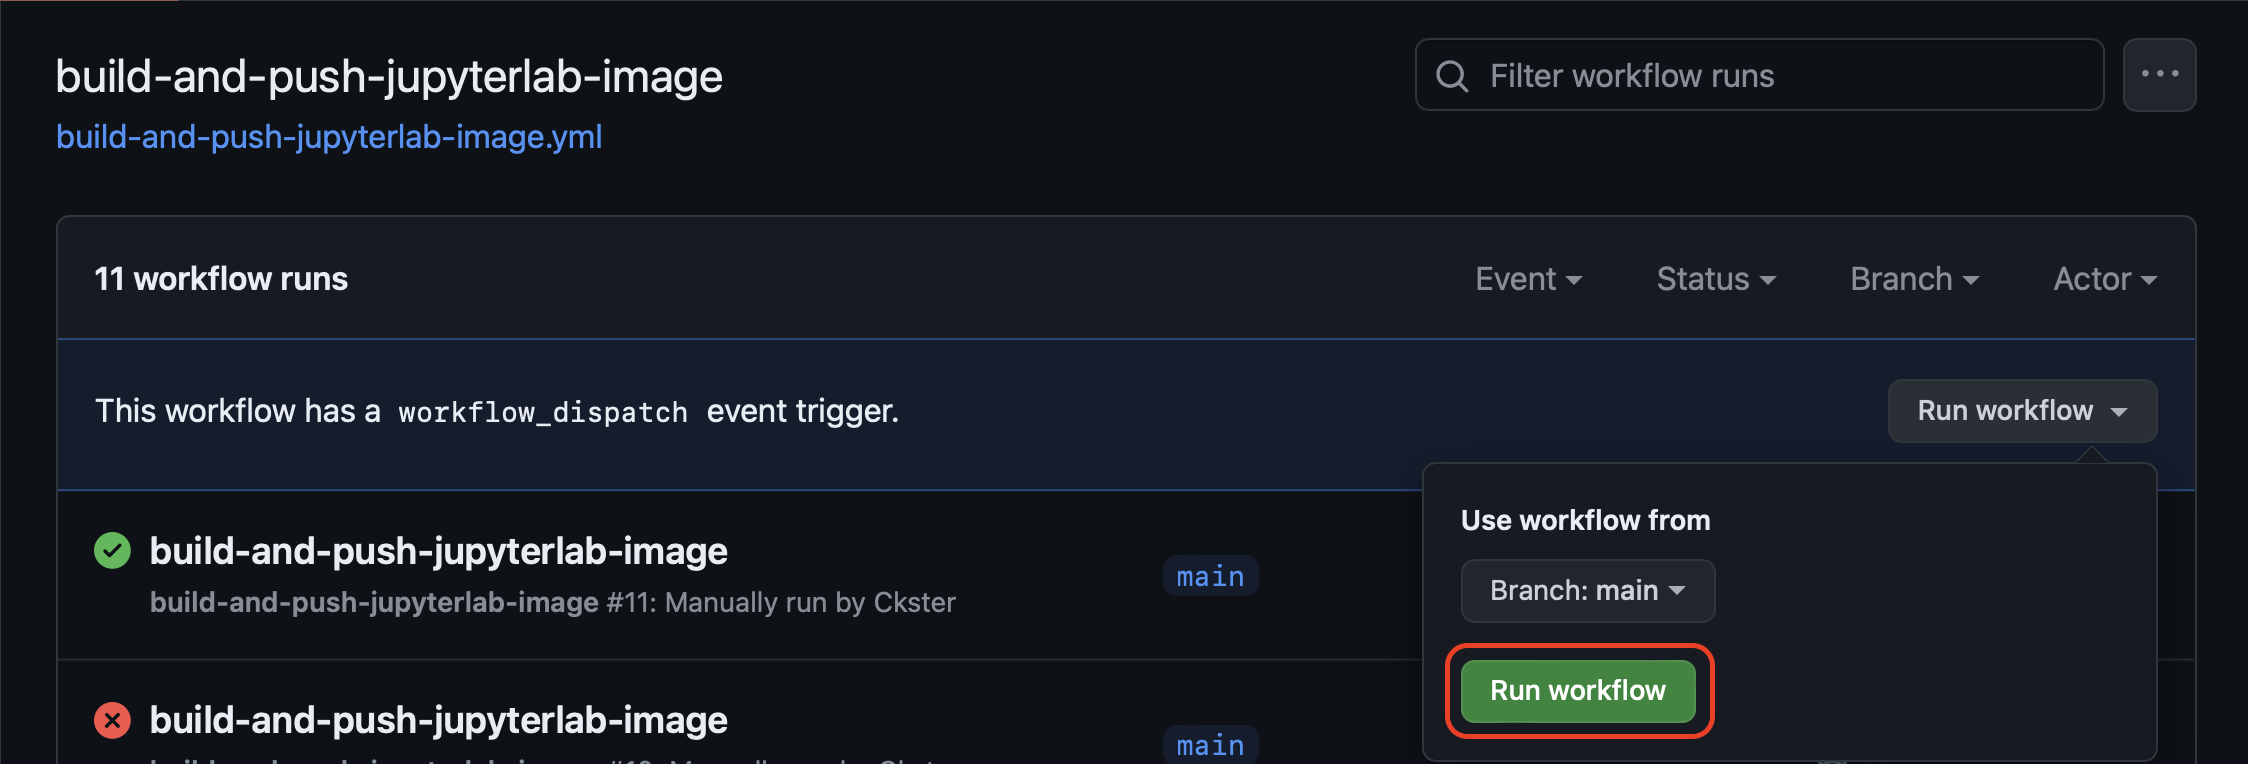 build-and-push-jupyterlab-image
Filter workflow runs
build-and-push-jupyterlab-image.yml
11 workflow runs
Event
Status
Branch
Actor
This workflow has a workflow_dispatch event trigger.
Run workflow
Use workflow from
Branch: main
Run workflow
build-and-push-jupyterlab-image
main
build-and-push-jupyterlab-image #11: Manually run by Ckster
build-and-push-jupyterlab-image
main